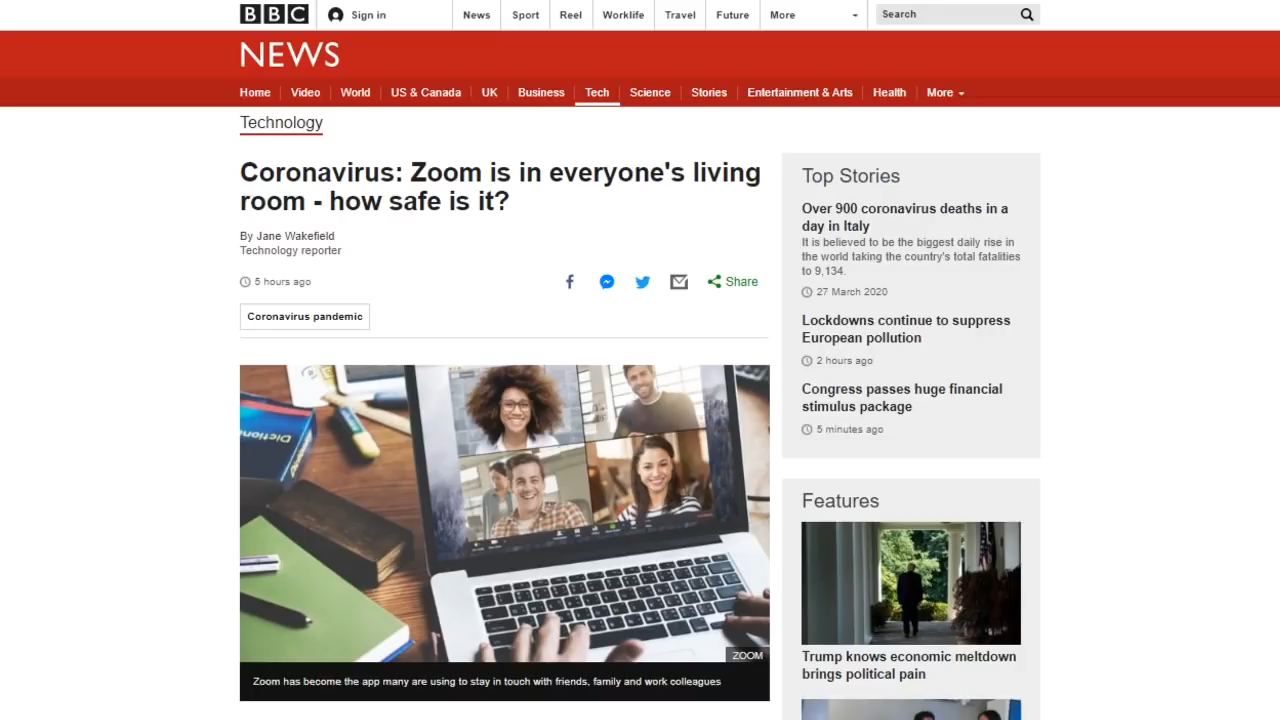 BBC
Sign in
News
Sport
Reel
Worklife
Travel
Future
More
Search
NEWS
Home
Video
World
US & Canada
UK
Business
Tech
Science
Stories
Entertainment & Arts
Health
More
Technology
Coronavirus: Zoom is in everyone's living
room - how safe is it?
By Jane Wakefield
Technology reporter
5 hours ago
Share
Coronavirus pandemic
Dictionary
ZOOM
Zoom has become the app many are using to stay in touch with friends, family and work colleagues
Top Stories
Over 900 coronavirus deaths in a
day in Italy
It is believed to be the biggest daily rise in
the world taking the country's total fatalities
to 9,134.
27 March 2020
Lockdowns continue to suppress
European pollution
2 hours ago
Congress passes huge financial
stimulus package
5 minutes ago
Features
Trump knows economic meltdown
brings political pain